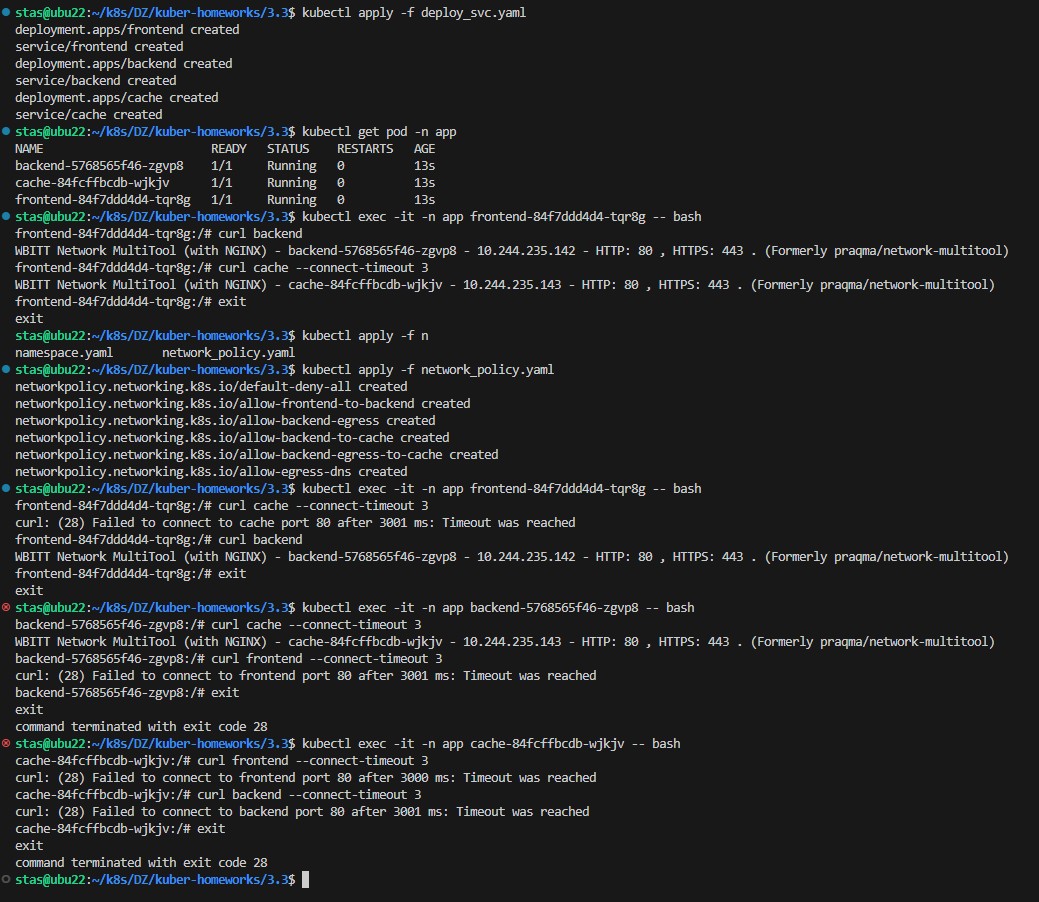 stas@ubu22:~/k8s/DZ/kuber-homeworks/3.3$ kubectl apply -f deploy_svc.yaml
deployment.apps/frontend created
service/frontend created
deployment.apps/backend created
service/backend created
deployment.apps/cache created
service/cache created
stas@ubu22:~/k8s/DZ/kuber-homeworks/3.3$ kubectl get pod -n app
NAME                        READY   STATUS    RESTARTS   AGE
backend-5768565f46-zgvp8    1/1     Running   0          13s
cache-84fcffbcdb-wjkjv      1/1     Running   0          13s
frontend-84f7ddd4d4-tqr8g   1/1     Running   0          13s
stas@ubu22:~/k8s/DZ/kuber-homeworks/3.3$ kubectl exec -it -n app frontend-84f7ddd4d4-tqr8g -- bash
frontend-84f7ddd4d4-tqr8g:/# curl backend
WBITT Network MultiTool (with NGINX) - backend-5768565f46-zgvp8 - 10.244.235.142 - HTTP: 80 , HTTPS: 443 . (Formerly praqma/network-multitool)
frontend-84f7ddd4d4-tqr8g:/# curl cache --connect-timeout 3
WBITT Network MultiTool (with NGINX) - cache-84fcffbcdb-wjkjv - 10.244.235.143 - HTTP: 80 , HTTPS: 443 . (Formerly praqma/network-multitool)
frontend-84f7ddd4d4-tqr8g:/# exit
exit
stas@ubu22:~/k8s/DZ/kuber-homeworks/3.3$ kubectl apply -f n
namespace.yaml       network_policy.yaml
stas@ubu22:~/k8s/DZ/kuber-homeworks/3.3$ kubectl apply -f network_policy.yaml
networkpolicy.networking.k8s.io/default-deny-all created
networkpolicy.networking.k8s.io/allow-frontend-to-backend created
networkpolicy.networking.k8s.io/allow-backend-egress created
networkpolicy.networking.k8s.io/allow-backend-to-cache created
networkpolicy.networking.k8s.io/allow-backend-egress-to-cache created
networkpolicy.networking.k8s.io/allow-egress-dns created
stas@ubu22:~/k8s/DZ/kuber-homeworks/3.3$ kubectl exec -it -n app frontend-84f7ddd4d4-tqr8g -- bash
frontend-84f7ddd4d4-tqr8g:/# curl cache --connect-timeout 3
curl: (28) Failed to connect to cache port 80 after 3001 ms: Timeout was reached
frontend-84f7ddd4d4-tqr8g:/# curl backend
WBITT Network MultiTool (with NGINX) - backend-5768565f46-zgvp8 - 10.244.235.142 - HTTP: 80 , HTTPS: 443 . (Formerly praqma/network-multitool)
frontend-84f7ddd4d4-tqr8g:/# exit
exit
stas@ubu22:~/k8s/DZ/kuber-homeworks/3.3$ kubectl exec -it -n app backend-5768565f46-zgvp8 -- bash
backend-5768565f46-zgvp8:/# curl cache --connect-timeout 3
WBITT Network MultiTool (with NGINX) - cache-84fcffbcdb-wjkjv - 10.244.235.143 - HTTP: 80 , HTTPS: 443 . (Formerly praqma/network-multitool)
backend-5768565f46-zgvp8:/# curl frontend --connect-timeout 3
curl: (28) Failed to connect to frontend port 80 after 3001 ms: Timeout was reached
backend-5768565f46-zgvp8:/# exit
exit
command terminated with exit code 28
stas@ubu22:~/k8s/DZ/kuber-homeworks/3.3$ kubectl exec -it -n app cache-84fcffbcdb-wjkjv -- bash
cache-84fcffbcdb-wjkjv:/# curl frontend --connect-timeout 3
curl: (28) Failed to connect to frontend port 80 after 3000 ms: Timeout was reached
cache-84fcffbcdb-wjkjv:/# curl backend --connect-timeout 3
curl: (28) Failed to connect to backend port 80 after 3001 ms: Timeout was reached
cache-84fcffbcdb-wjkjv:/# exit
exit
command terminated with exit code 28
stas@ubu22:~/k8s/DZ/kuber-homeworks/3.3$